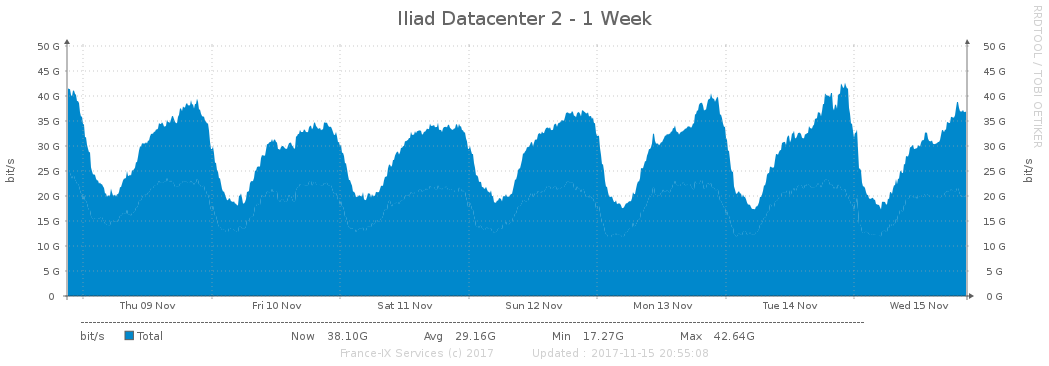 Iliad Datacenter 2 - 1 Week
RRDTOOL / TOBI OETIKER
50 G 50 G
45 G 45 G
40 G 40 G
35 G 35 G
30 G 30 G
25 G 25 G
20 G 20 G
15 G 15 G
10 G 10 G
5 G 5 G
0 0 G
bit/s bit/s
Thu 09 Nov Fri 10 Nov Sat 11 Nov Sun 12 Nov Mon 13 Nov Tue 14 Nov Wed 15 Nov
bit/s Total Now 38.10G Avg 29.16G Min 17.27G Max 42.64G
France-IX Services (c) 2017 Updated : 2017-11-15 20:55:08